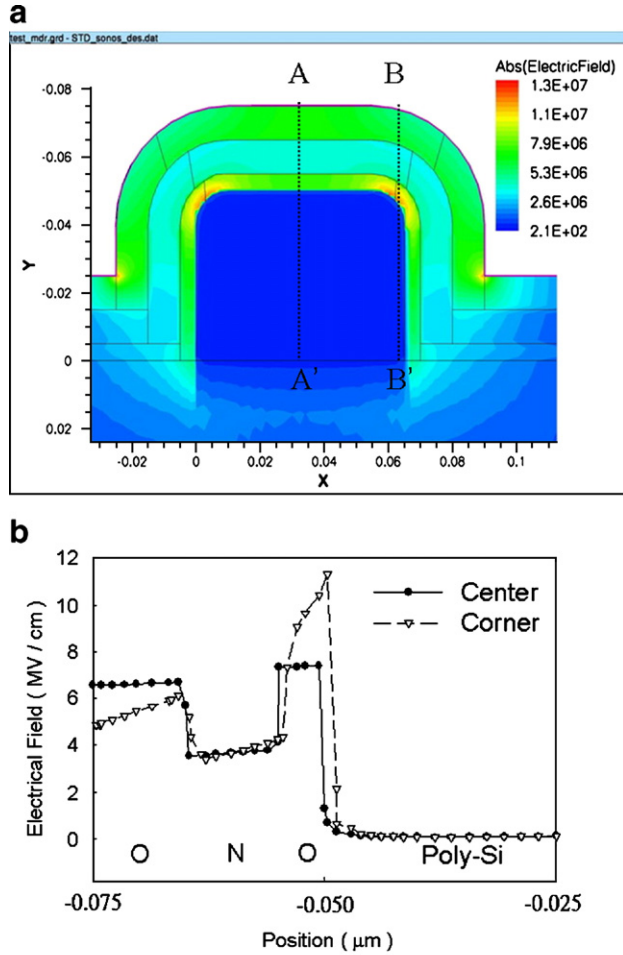 a
test_mdr.grd - STD_sonos_des.dat
A B
Abs(ElectricField)
1.3E+07
1.1E+07
7.9E+06
5.3E+06
2.6E+06
2.1E+02
-0.08
-0.06
-0.04
-0.02
0
0.02
Y
A' B'
-0.02 0 0.02 0.04 0.06 0.08 0.1
X
b
12
10
8
6
4
2
0
Electrical Field ( MV / cm )
Center
Corner
O N O Poly-Si
-0.075 -0.050 -0.025
Position ( μm )